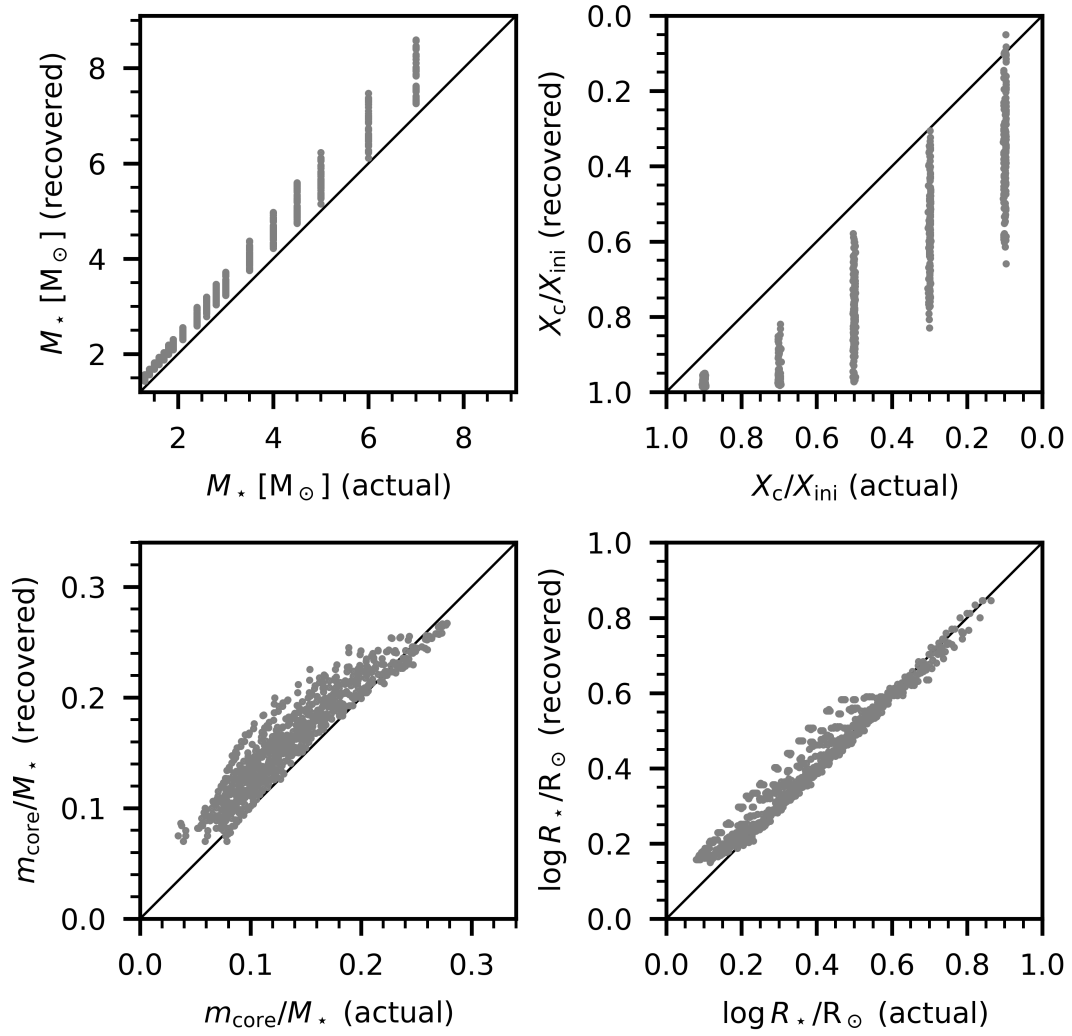 8
6
4
2
M⋆ [M⊙] (recovered)
2 4 6 8
M⋆ [M⊙] (actual)
0.0
0.2
0.4
0.6
0.8
1.0
Xc/Xini (recovered)
1.0 0.8 0.6 0.4 0.2 0.0
Xc/Xini (actual)
0.3
0.2
0.1
0.0
mcore/M⋆ (recovered)
0.0 0.1 0.2 0.3
mcore/M⋆ (actual)
1.0
0.8
0.6
0.4
0.2
0.0
log R⋆/R⊙ (recovered)
0.0 0.2 0.4 0.6 0.8 1.0
log R⋆/R⊙ (actual)